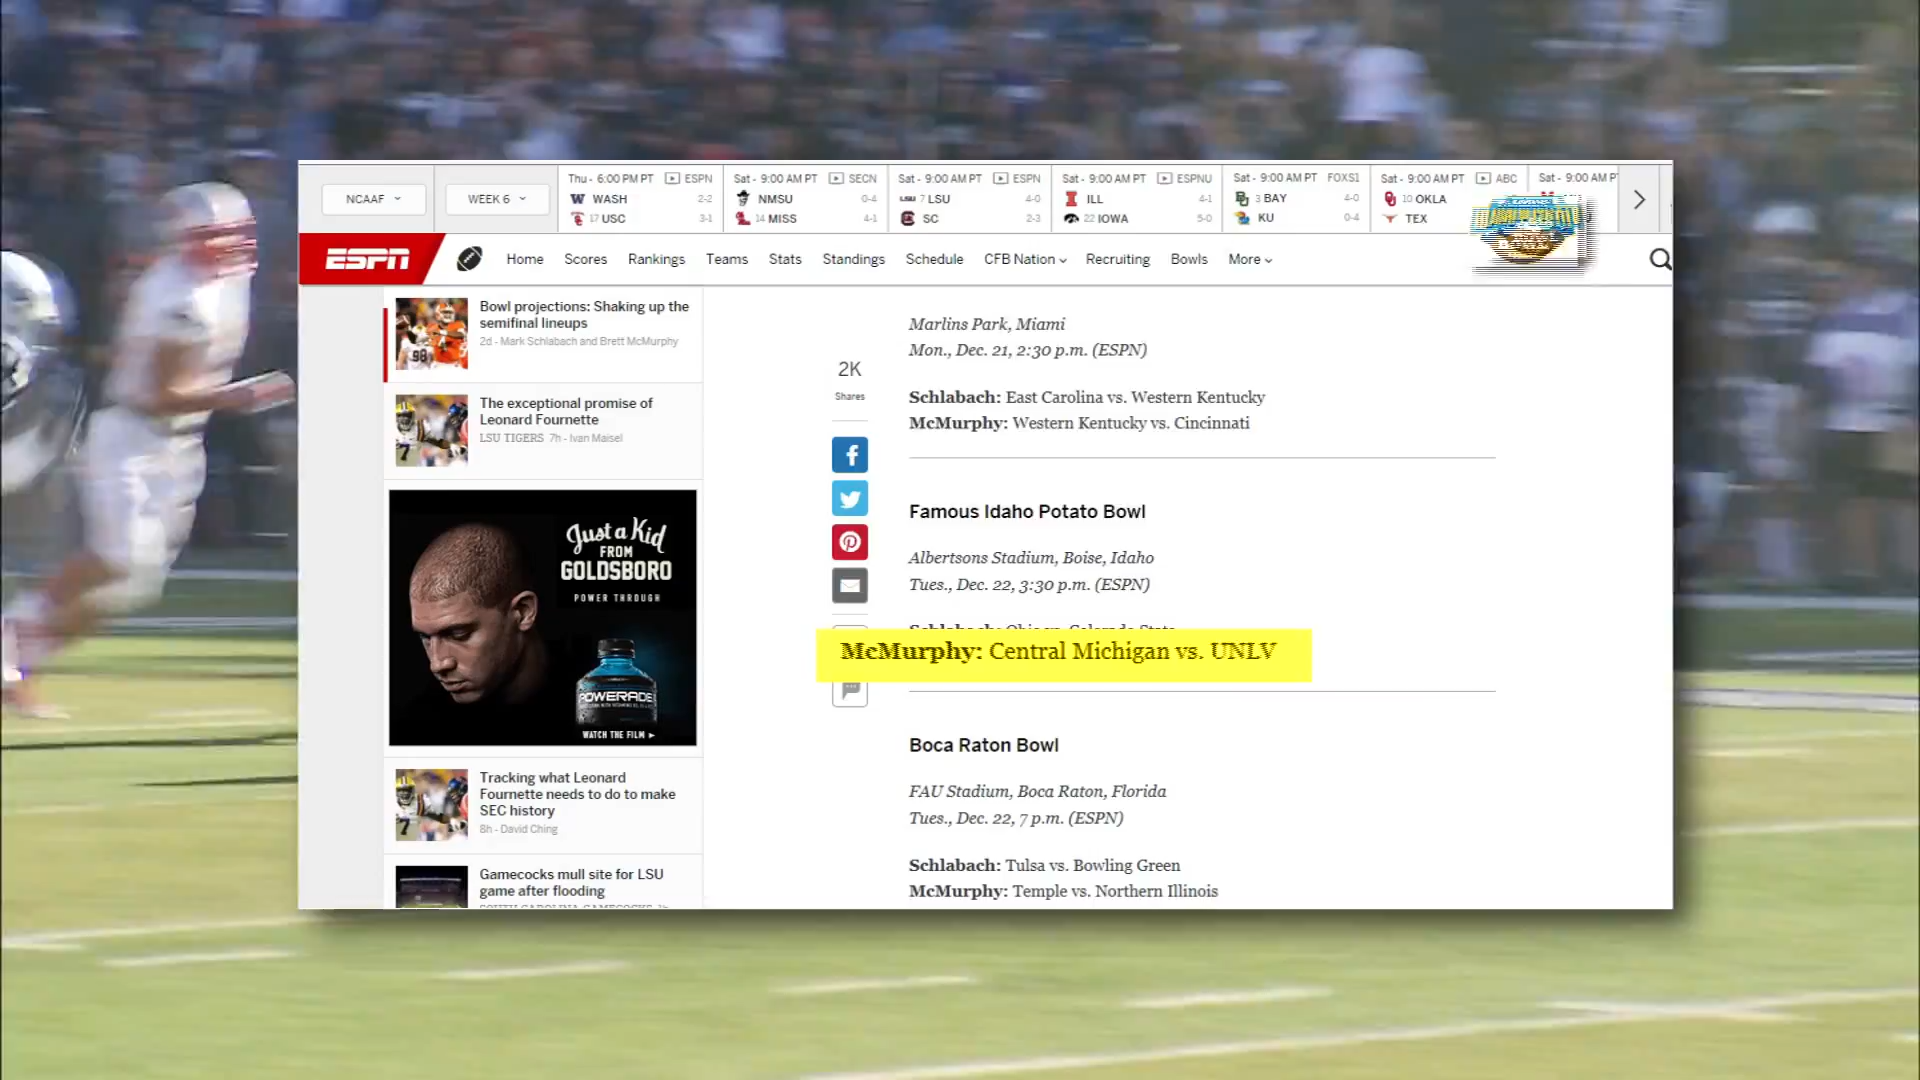 NCAAF
WEEK 6
Thu - 6:00 PM PT ESPN
WASH 2-2
17 USC 3-1
Sat - 9:00 AM PT SECN
NMSU 0-4
14 MISS 4-1
Sat - 9:00 AM PT ESPN
LSU 7 LSU 4-0
SC 2-3
Sat - 9:00 AM PT ESPNU
ILL 4-1
22 IOWA 5-0
Sat - 9:00 AM PT FOXS1
3 BAY 4-0
KU 0-4
Sat - 9:00 AM PT ABC
10 OKLA
TEX
Sat - 9:00 AM P
ESPN
Home Scores Rankings Teams Stats Standings Schedule CFB Nation Recruiting Bowls More
Bowl projections: Shaking up the
semifinal lineups
2d - Mark Schlabach and Brett McMurphy
The exceptional promise of
Leonard Fournette
LSU TIGERS 7h - Ivan Maisel
Just a Kid
FROM
GOLDSBORO
POWER THROUGH
POWERADE
WATCH THE FILM
Tracking what Leonard
Fournette needs to do to make
SEC history
8h - David Ching
Gamecocks mull site for LSU
game after flooding
SOUTH CAROLINA GAMECOCKS
2K
Shares
Marlins Park, Miami
Mon., Dec. 21, 2:30 p.m. (ESPN)
Schlabach: East Carolina vs. Western Kentucky
McMurphy: Western Kentucky vs. Cincinnati
Famous Idaho Potato Bowl
Albertsons Stadium, Boise, Idaho
Tues., Dec. 22, 3:30 p.m. (ESPN)
Schlabach: Ohio vs. Colorado State
McMurphy: Central Michigan vs. UNLV
Boca Raton Bowl
FAU Stadium, Boca Raton, Florida
Tues., Dec. 22, 7 p.m. (ESPN)
Schlabach: Tulsa vs. Bowling Green
McMurphy: Temple vs. Northern Illinois